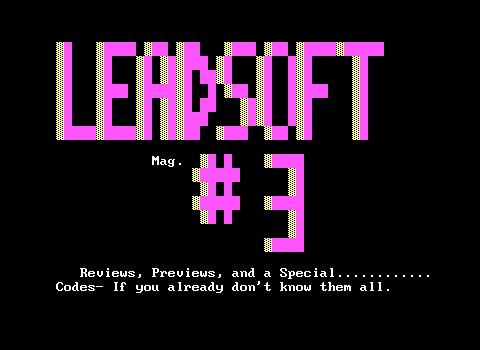 LEADSOFT
Mag. # 3
Reviews, Previews, and a Special............
Codes- If you already don't know them all.